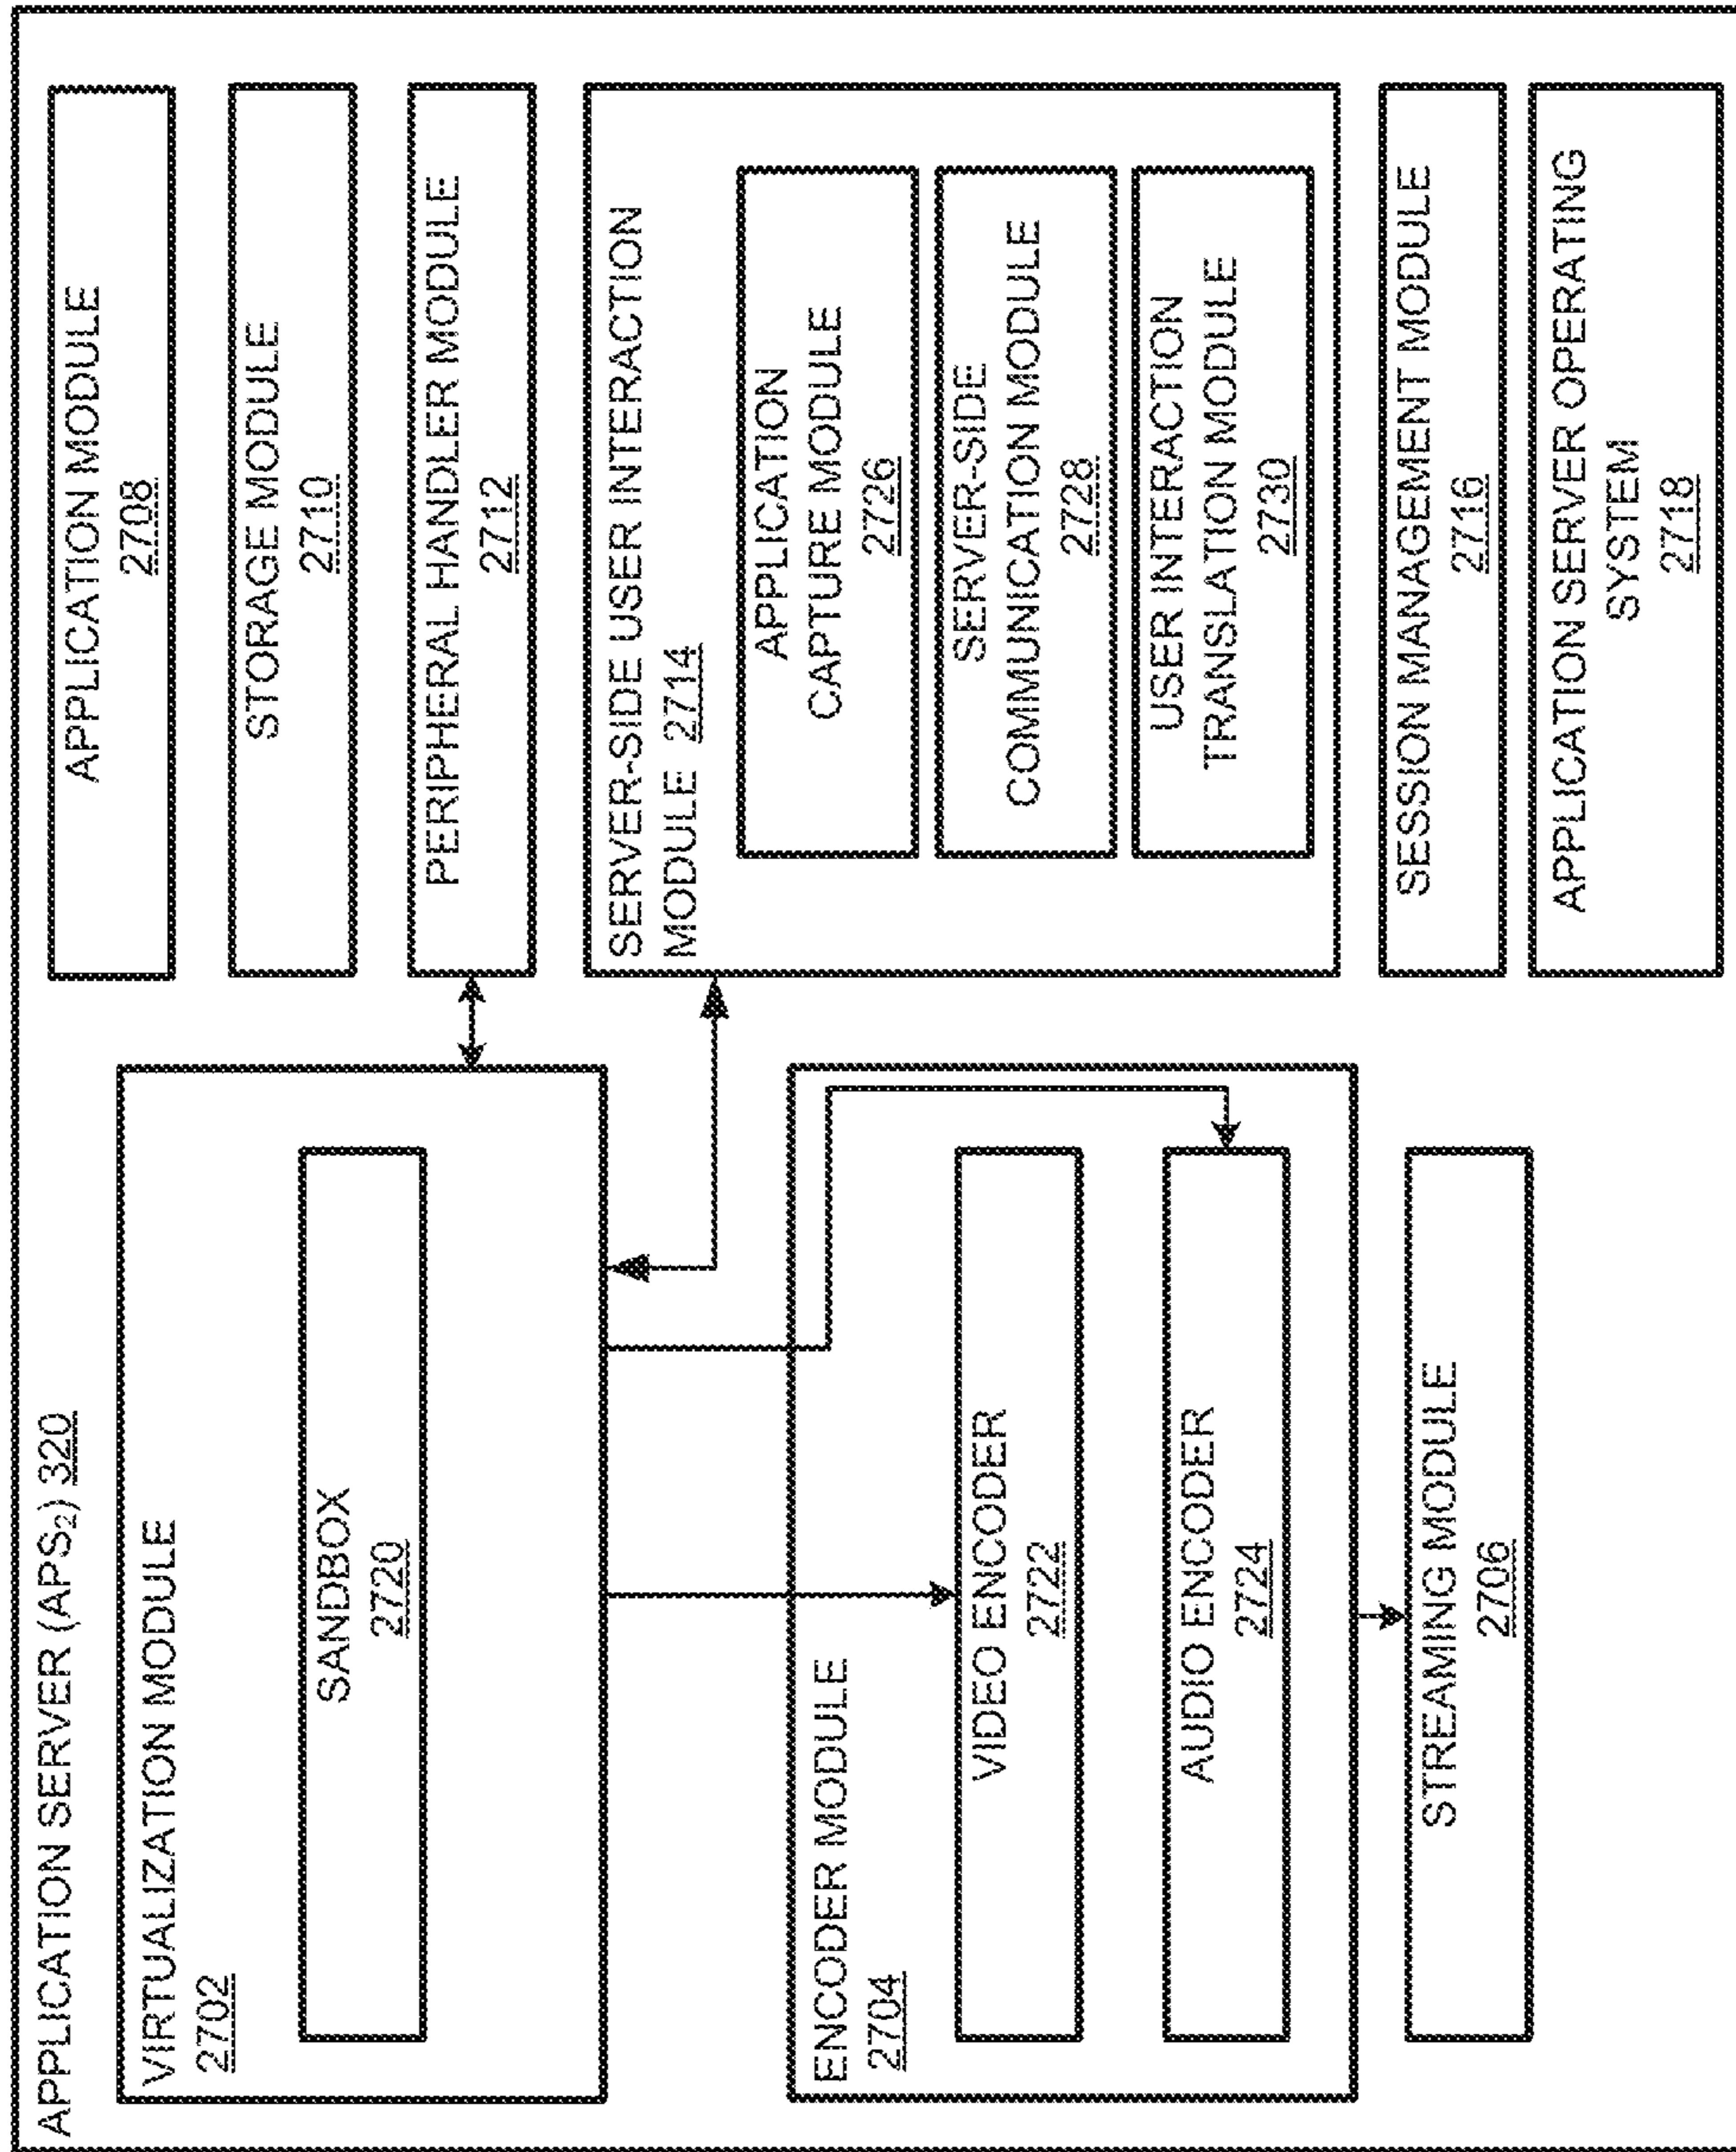 APPLICATION SERVER (APS₂) 320
VIRTUALIZATION MODULE
2702
SANDBOX
2720
ENCODER MODULE
2704
VIDEO ENCODER
2722
AUDIO ENCODER
2724
STREAMING MODULE
2706
APPLICATION MODULE
2708
STORAGE MODULE
2710
PERIPHERAL HANDLER MODULE
2712
SERVER-SIDE USER INTERACTION
MODULE 2714
APPLICATION
CAPTURE MODULE
2726
SERVER-SIDE
COMMUNICATION MODULE
2728
USER INTERACTION
TRANSLATION MODULE
2730
SESSION MANAGEMENT MODULE
2716
APPLICATION SERVER OPERATING
SYSTEM
2718